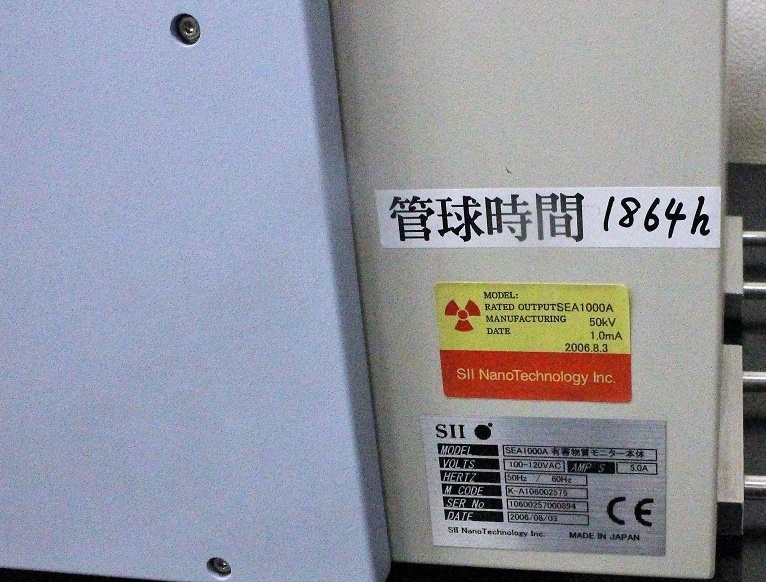 管球時間 1864h
MODEL:
RATED OUTPUT SEA1000A
MANUFACTURING 50kV
DATE 1.0mA
2006.8.3
SII NanoTechnology Inc.
SII
MODEL SEA1000A 有害物質モニター本体
VOLTS 100-120VAC AMP'S 5.0A
HERTZ 50Hz / 60Hz
M CODE K-A106002575
SER No 10600257000894
DATE 2006/08/03
CE
SII NanoTechnology Inc. MADE IN JAPAN